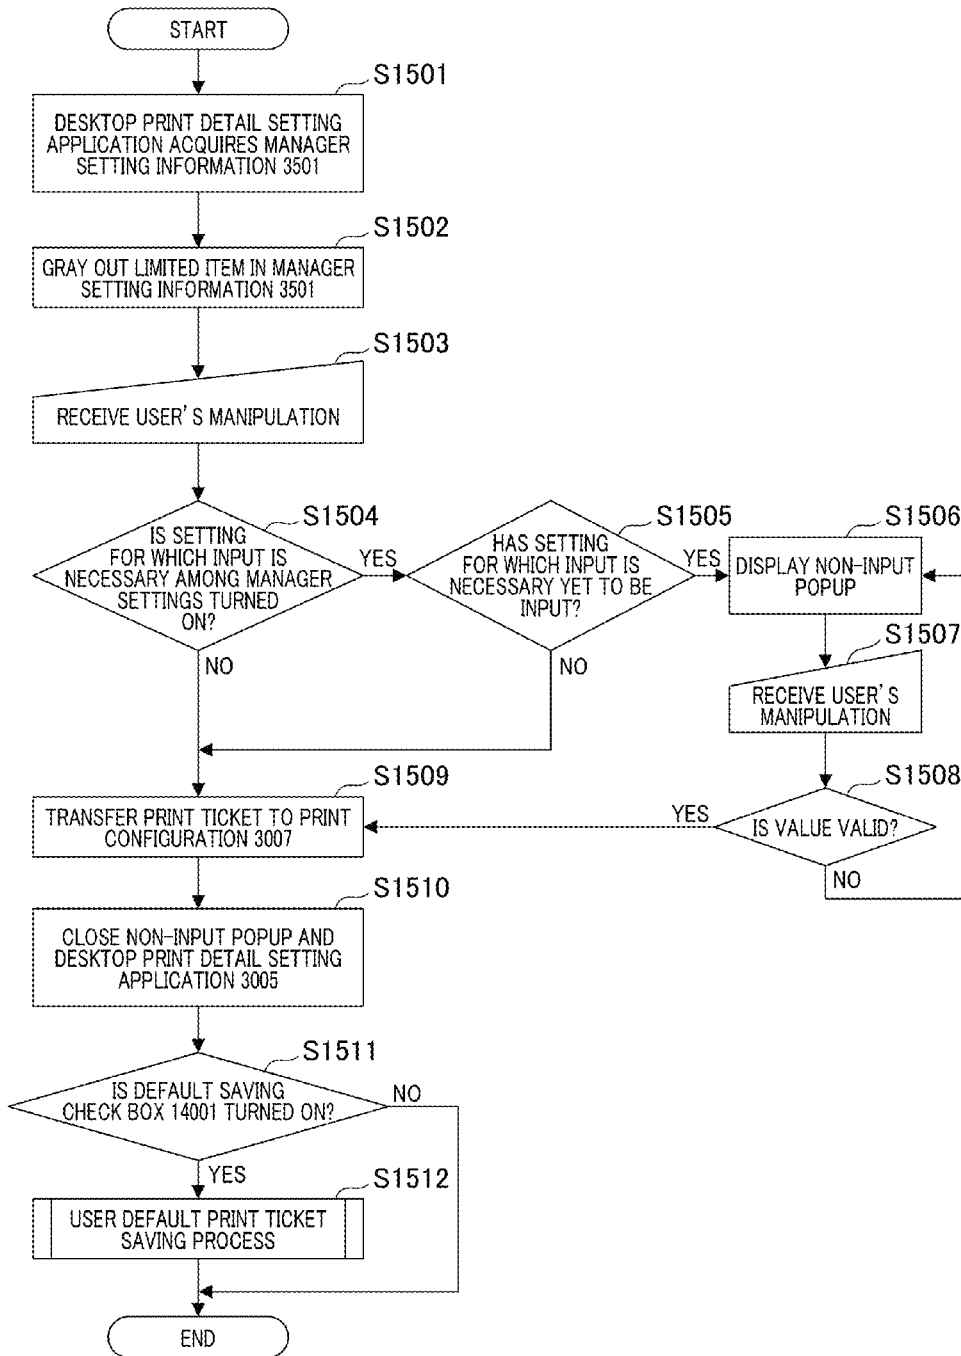 START
S1501
DESKTOP PRINT DETAIL SETTING
APPLICATION ACQUIRES MANAGER
SETTING INFORMATION 3501
S1502
GRAY OUT LIMITED ITEM IN MANAGER
SETTING INFORMATION 3501
S1503
RECEIVE USER'S MANIPULATION
S1504
IS SETTING
FOR WHICH INPUT IS
NECESSARY AMONG MANAGER
SETTINGS TURNED
ON?
YES
NO
S1505
HAS SETTING
FOR WHICH INPUT IS
NECESSARY YET TO BE
INPUT?
YES
NO
S1506
DISPLAY NON-INPUT
POPUP
S1507
RECEIVE USER'S
MANIPULATION
S1508
IS VALUE VALID?
YES
NO
S1509
TRANSFER PRINT TICKET TO PRINT
CONFIGURATION 3007
S1510
CLOSE NON-INPUT POPUP AND
DESKTOP PRINT DETAIL SETTING
APPLICATION 3005
S1511
IS DEFAULT SAVING
CHECK BOX 14001 TURNED ON?
NO
YES
S1512
USER DEFAULT PRINT TICKET
SAVING PROCESS
END